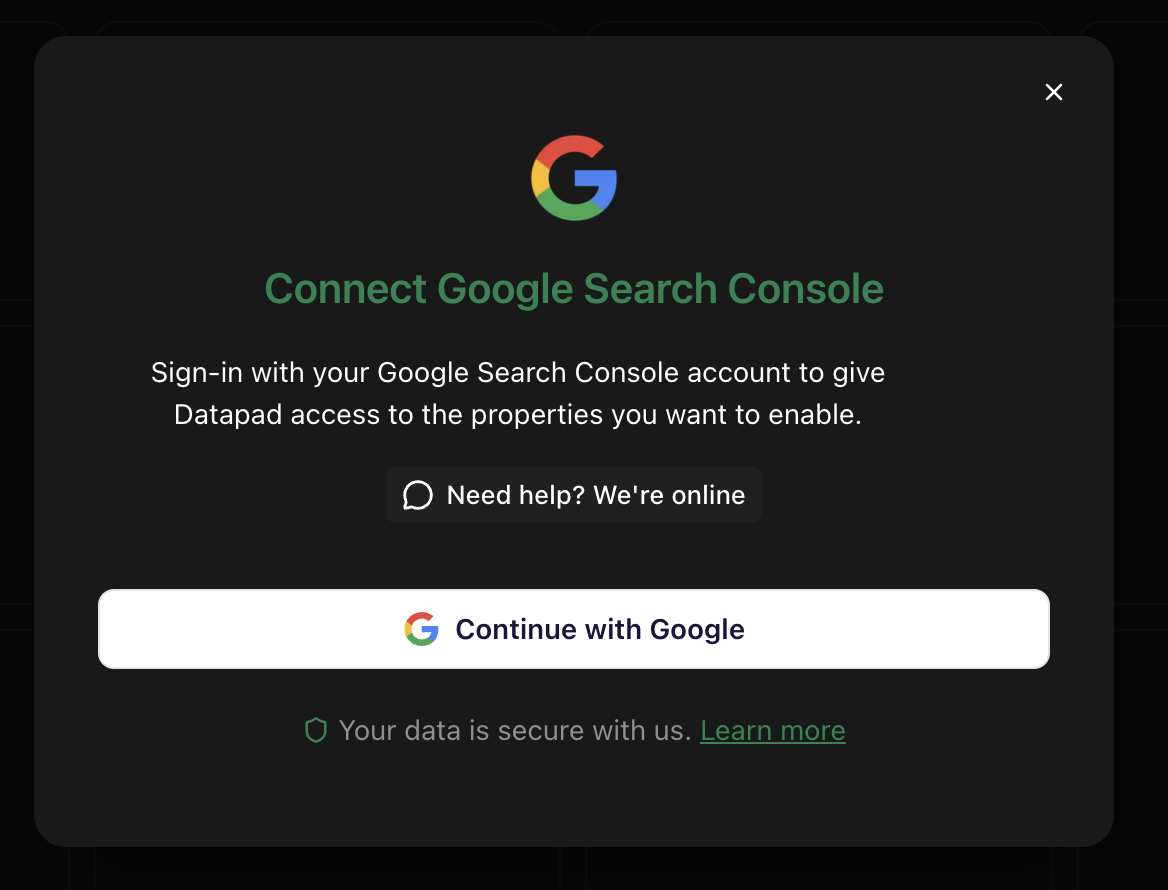 Connect Google Search Console
Sign-in with your Google Search Console account to give
Datapad access to the properties you want to enable.
Need help? We're online
Continue with Google
Your data is secure with us. Learn more